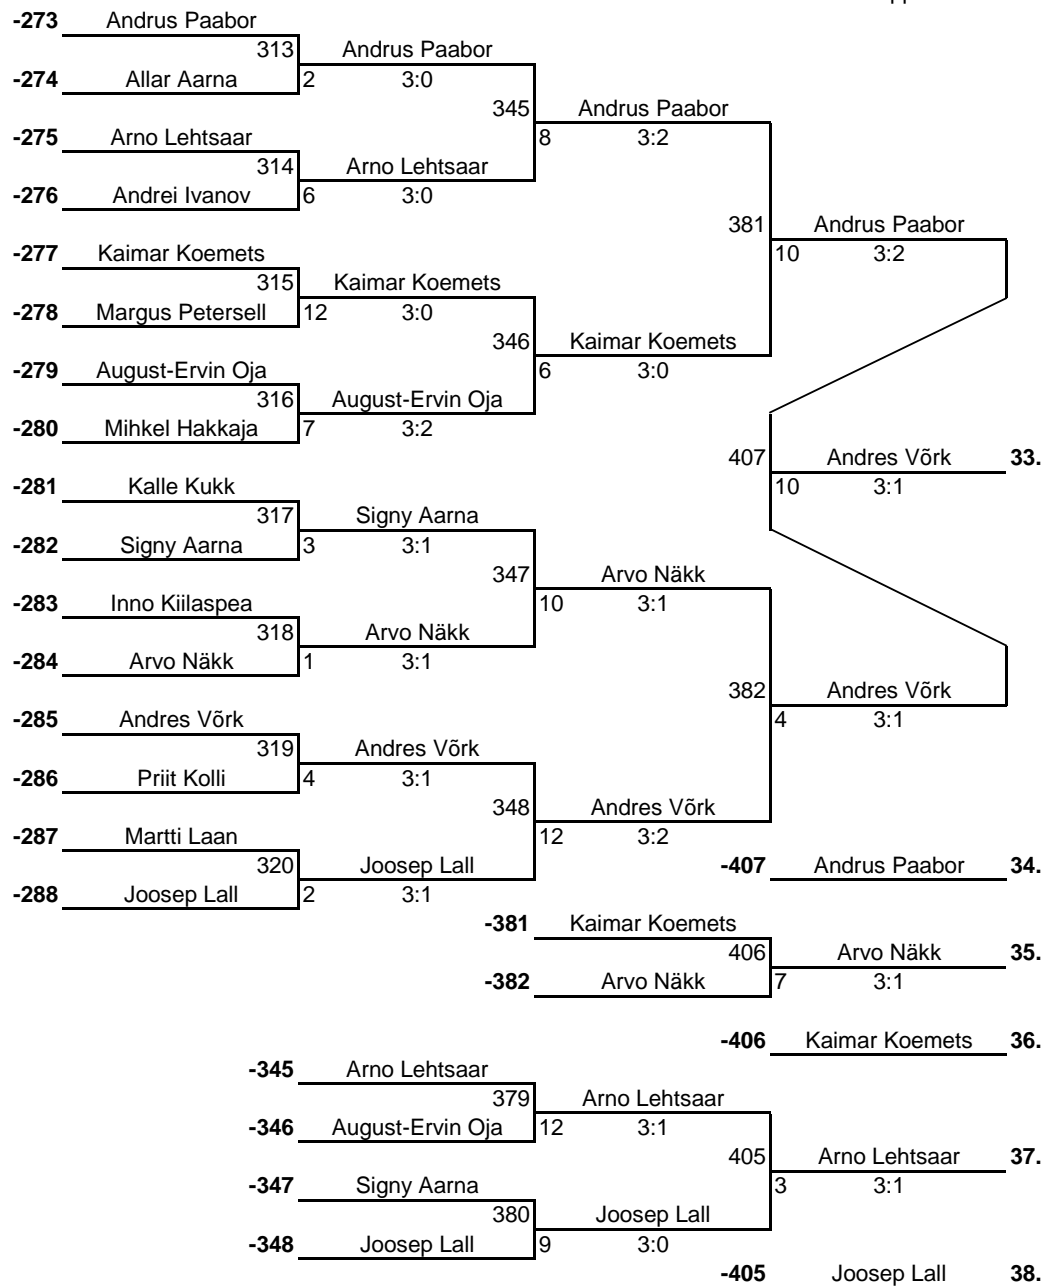 -273 Andrus Paabor
313 Andrus Paabor
-274 Allar Aarna 2 3:0
345 Andrus Paabor
-275 Arno Lehtsaar 8 3:2
314 Arno Lehtsaar
-276 Andrei Ivanov 6 3:0
381 Andrus Paabor
-277 Kaimar Koemets 10 3:2
315 Kaimar Koemets
-278 Margus Petersell 12 3:0
346 Kaimar Koemets
-279 August-Ervin Oja 6 3:0
316 August-Ervin Oja
-280 Mihkel Hakkaja 7 3:2
407 Andres Võrk 33.
-281 Kalle Kukk 10 3:1
317 Signy Aarna
-282 Signy Aarna 3 3:1
347 Arvo Näkk
-283 Inno Kiilaspea 10 3:1
318 Arvo Näkk
-284 Arvo Näkk 1 3:1
382 Andres Võrk
-285 Andres Võrk 4 3:1
319 Andres Võrk
-286 Priit Kolli 4 3:1
348 Andres Võrk
-287 Martti Laan 12 3:2
320 Joosep Lall -407 Andrus Paabor 34.
-288 Joosep Lall 2 3:1
-381 Kaimar Koemets
406 Arvo Näkk 35.
-382 Arvo Näkk 7 3:1
-406 Kaimar Koemets 36.
-345 Arno Lehtsaar
379 Arno Lehtsaar
-346 August-Ervin Oja 12 3:1
405 Arno Lehtsaar 37.
-347 Signy Aarna 3 3:1
380 Joosep Lall
-348 Joosep Lall 9 3:0
-405 Joosep Lall 38.